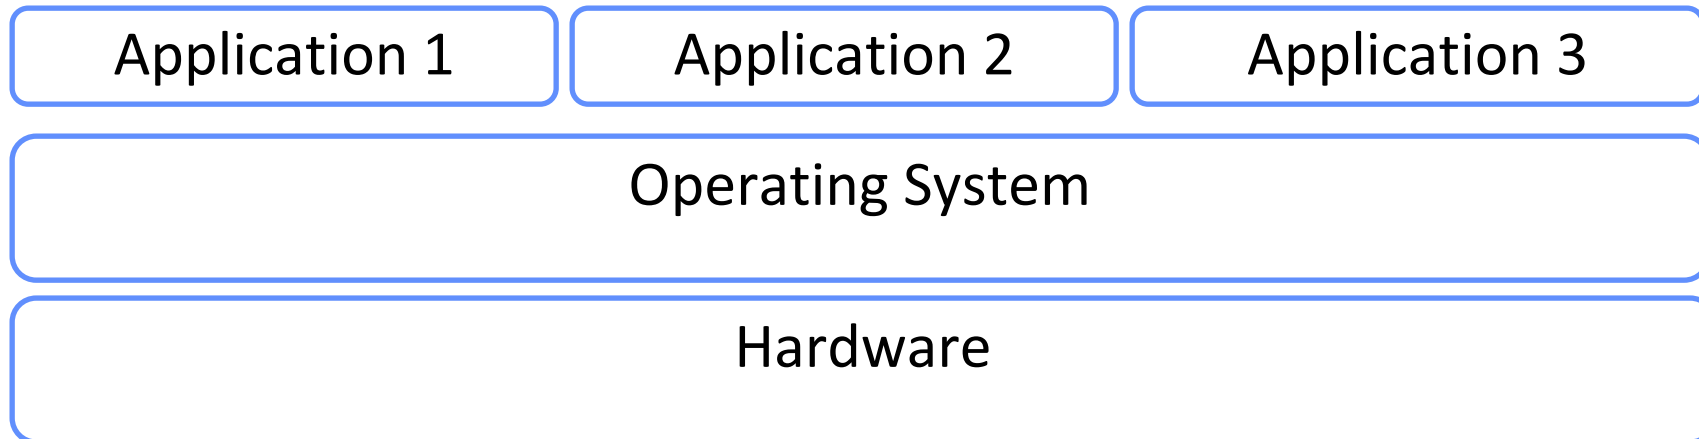 Application 1
Application 2
Application 3
Operating System
Hardware